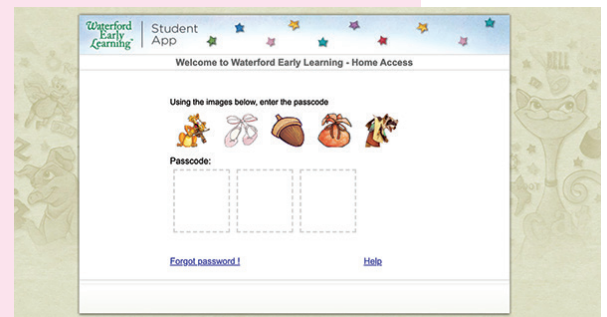 Waterford
Early
Learning™
Student
App
Welcome to Waterford Early Learning - Home Access
Using the images below, enter the passcode
Passcode:
Forgot password !
Help